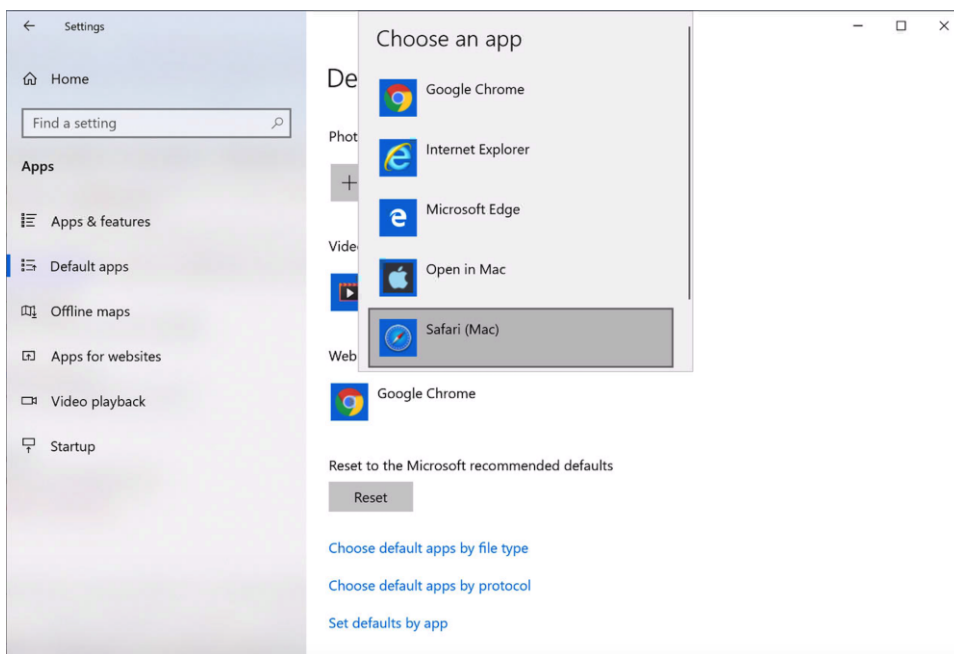 Settings
Home
Find a setting
Apps
Apps & features
Default apps
Offline maps
Apps for websites
Video playback
Startup
De
Phot
Vide
Web
Choose an app
Google Chrome
Internet Explorer
Microsoft Edge
Open in Mac
Safari (Mac)
Google Chrome
Reset to the Microsoft recommended defaults
Reset
Choose default apps by file type
Choose default apps by protocol
Set defaults by app